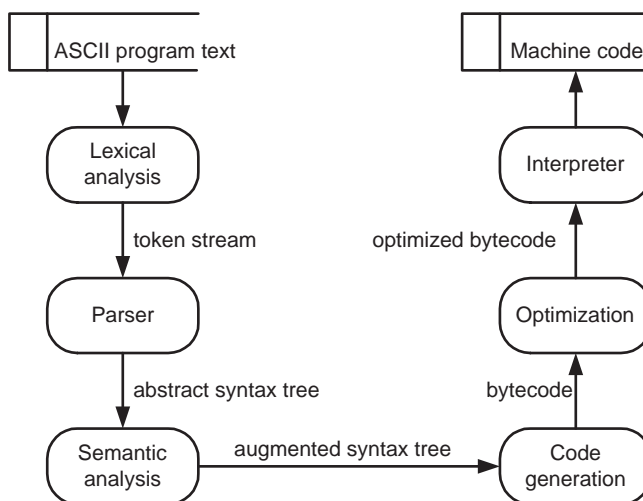 ASCII program text
Machine code
Lexical
analysis
Interpreter
token stream
optimized bytecode
Parser
Optimization
abstract syntax tree
bytecode
Semantic
analysis
augmented syntax tree
Code
generation